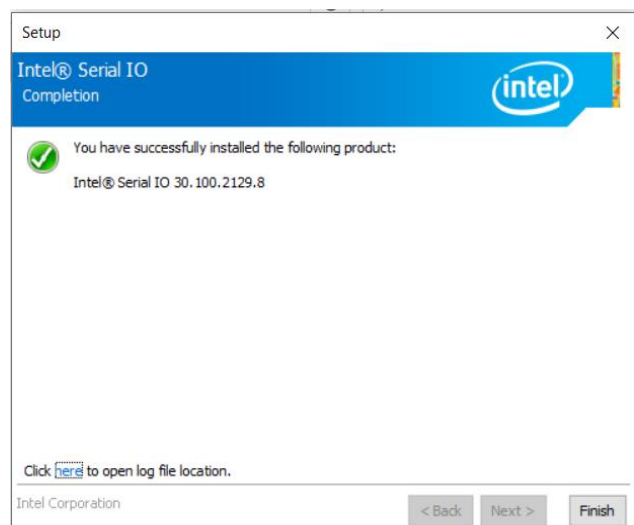 Setup
Intel® Serial IO
Completion
intel
You have successfully installed the following product:
Intel® Serial IO 30.100.2129.8
Click here to open log file location.
Intel Corporation
< Back Next > Finish